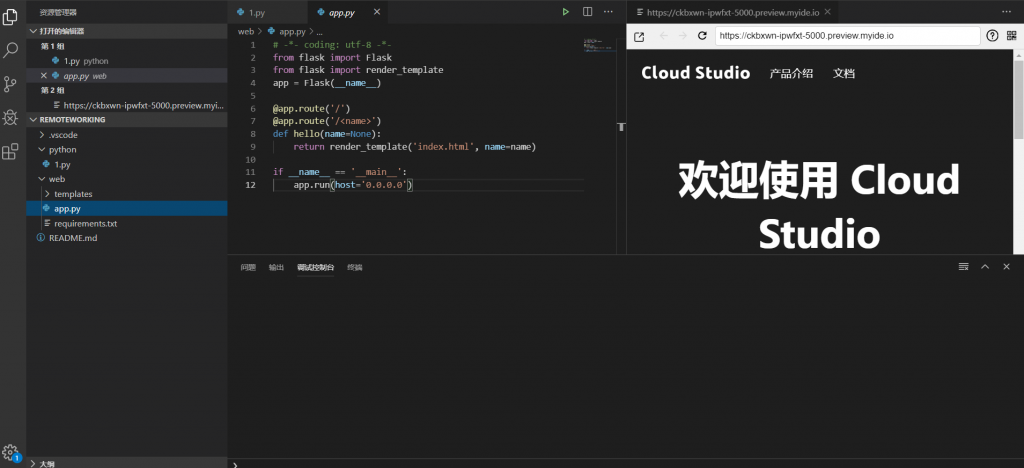 资源管理器
打开的编辑器
第 1 组
1.py python
app.py web
第 2 组
https://ckbxwn-ipwfxt-5000.preview.myi...
REMOTEWORKING
.vscode
python
1.py
web
templates
app.py
requirements.txt
README.md
大纲
1
1.py
app.py
web > app.py > ...
1 # -*- coding: utf-8 -*-
2 from flask import Flask
3 from flask import render_template
4 app = Flask(__name__)
5
6 @app.route('/')
7 @app.route('/<name>')
8 def hello(name=None):
9 return render_template('index.html', name=name)
10
11 if __name__ == '__main__':
12 app.run(host='0.0.0.0')
https://ckbxwn-ipwfxt-5000.preview.myide.io
https://ckbxwn-ipwfxt-5000.preview.myide.io
Cloud Studio 产品介绍 文档
欢迎使用 Cloud
Studio
问题 输出 调试控制台 终端